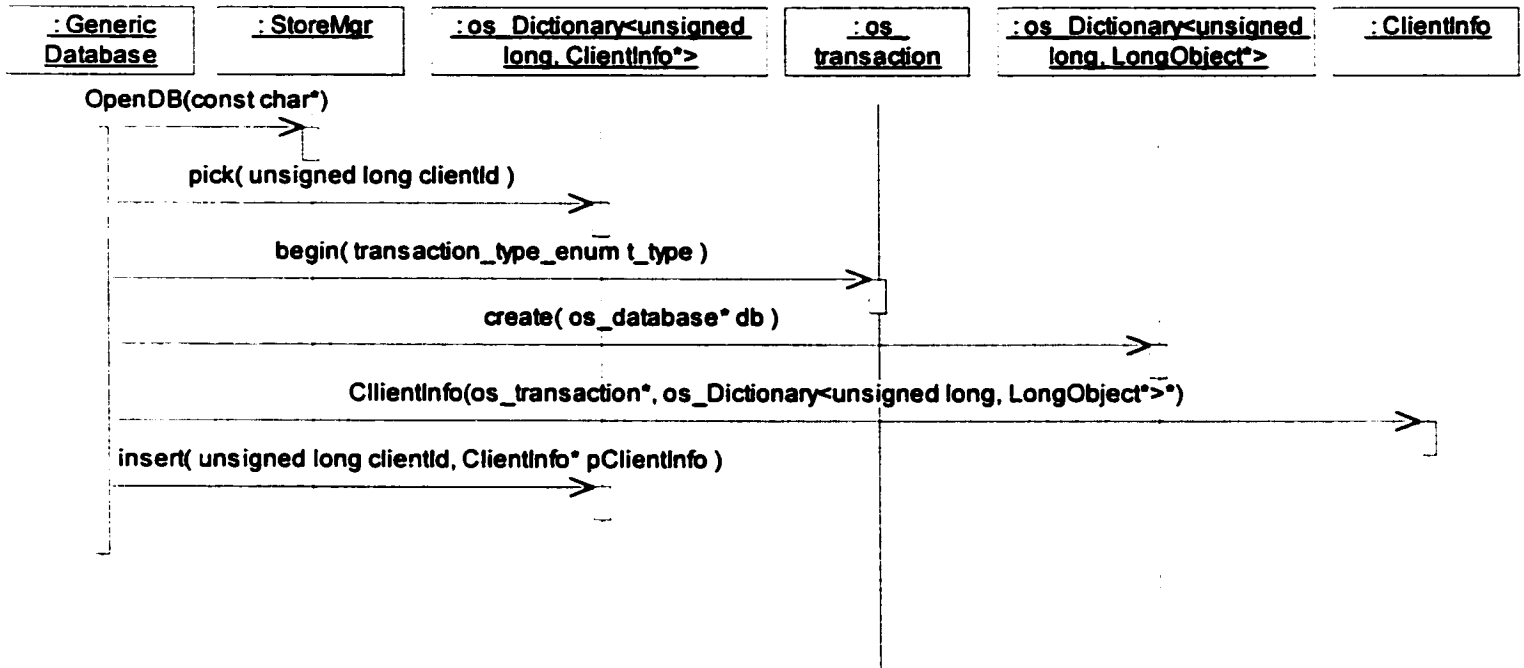 : Generic
Database
: StoreMgr
: os_Dictionary<unsigned
long, ClientInfo*>
: os_
transaction
: os_Dictionary<unsigned
long, LongObject*>
: ClientInfo
OpenDB(const char*)
pick( unsigned long clientId )
begin( transaction_type_enum t_type )
create( os_database* db )
CllientInfo(os_transaction*, os_Dictionary<unsigned long, LongObject*>*)
insert( unsigned long clientId, ClientInfo* pClientInfo )